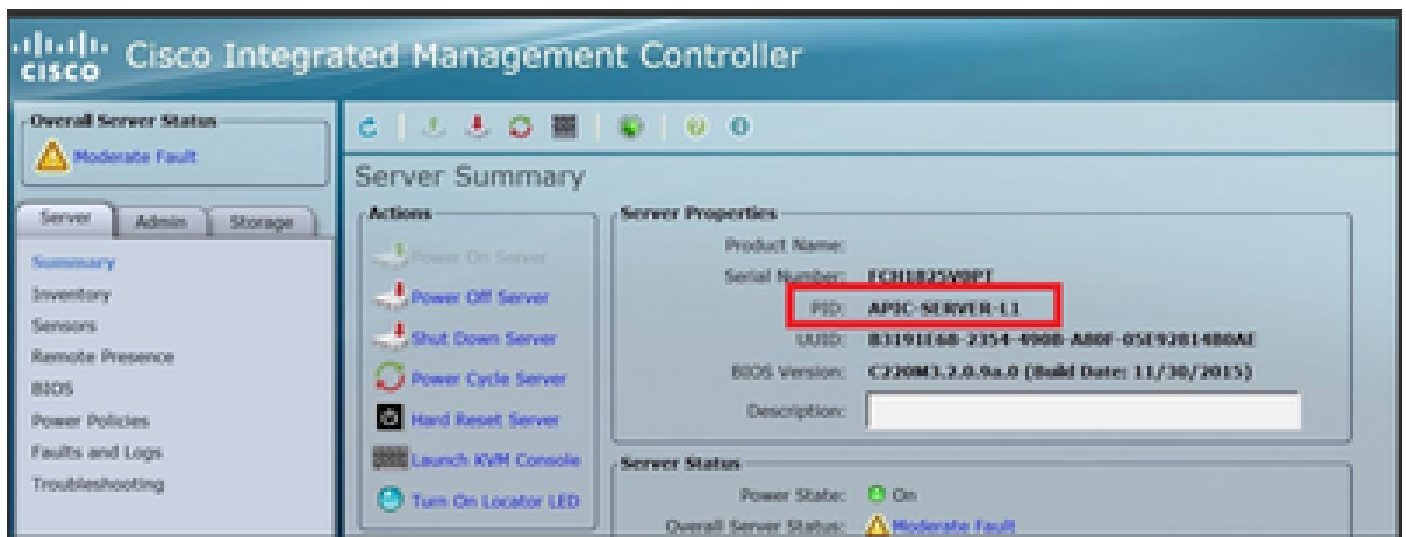 CISCO
Cisco Integrated Management Controller
Overall Server Status
Moderate Fault
Server Admin Storage
Summary
Inventory
Sensors
Remote Presence
BIOS
Power Policies
Faults and Logs
Troubleshooting
Server Summary
Actions
Power On Server
Power Off Server
Shut Down Server
Power Cycle Server
Hard Reset Server
Launch KVM Console
Turn On Locator LED
Server Properties
Product Name:
Serial Number: FCH1825V0PT
PID: APIC-SERVER-L1
UUID:
BIOS Version: C220M3.2.0.9a.0 (Build Date: 11/30/2015)
Description:
Server Status
Power State: On
Overall Server Status: Moderate Fault